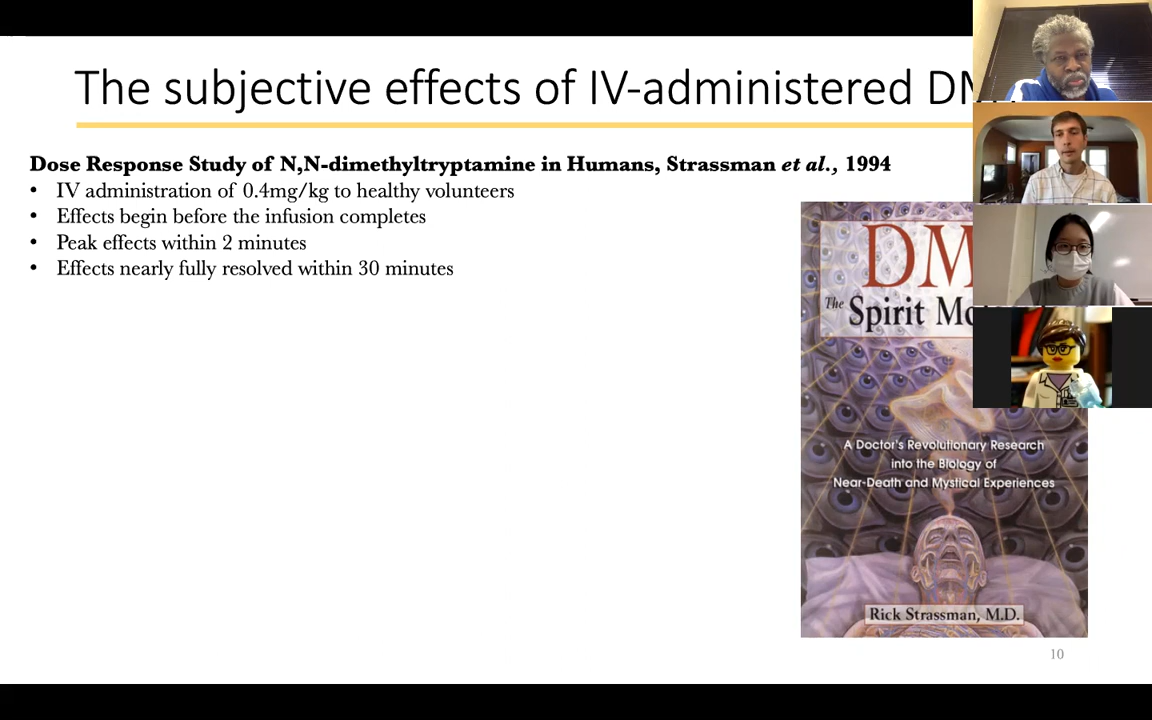 The subjective effects of IV-administered
Dose Response Study of N,N-dimethyltryptamine in Humans, Strassman et al., 1994
• IV administration of 0.4mg/kg to healthy volunteers
• Effects begin before the infusion completes
• Peak effects within 2 minutes
• Effects nearly fully resolved within 30 minutes
The
Spirit
A Doctor's Revolutionary Research
into the Biology of
Near-Death and Mystical Experiences
Rick Strassman, M.D.
10